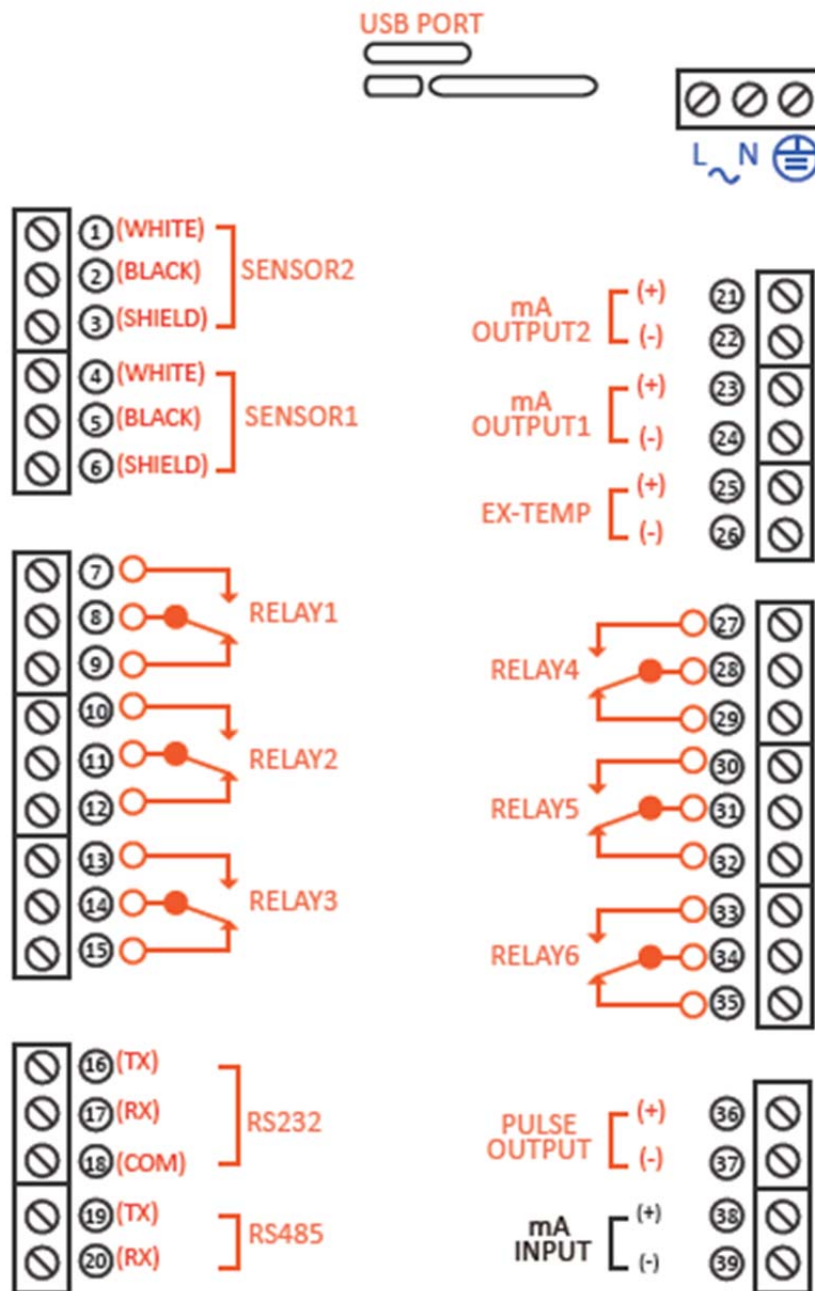 USB PORT
L N
1 (WHITE)
2 (BLACK) SENSOR2
3 (SHIELD)
4 (WHITE)
5 (BLACK) SENSOR1
6 (SHIELD)
7
8 RELAY1
9
10
11 RELAY2
12
13
14 RELAY3
15
16 (TX)
17 (RX) RS232
18 (COM)
19 (TX)
RS485
20 (RX)
(+) 21
mA
OUTPUT2
(-) 22
(+) 23
mA
OUTPUT1
(-) 24
(+) 25
EX-TEMP
(-) 26
27
RELAY4 28
29
30
RELAY5 31
32
33
RELAY6 34
35
(+) 36
PULSE
OUTPUT
(-) 37
(+) 38
mA
INPUT
(-) 39